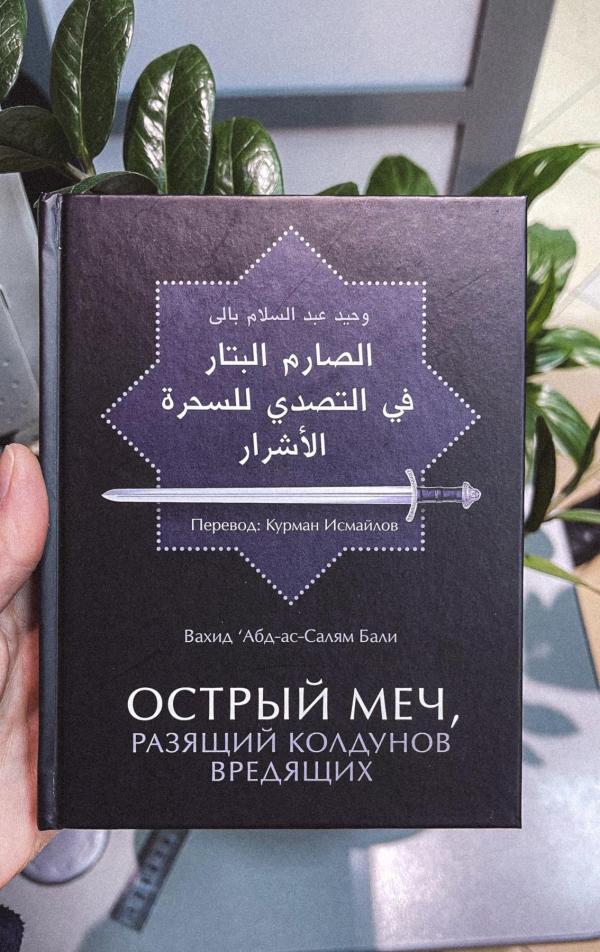 وحيد عبد السلام بالى
الصارم البتار
في التصدي للسحرة
الأشرار
Перевод: Курман Исмайлов
Вахид ‘Абд-ас-Салям Бали
ОСТРЫЙ МЕЧ,
РАЗЯЩИЙ КОЛДУНОВ
ВРЕДЯЩИХ